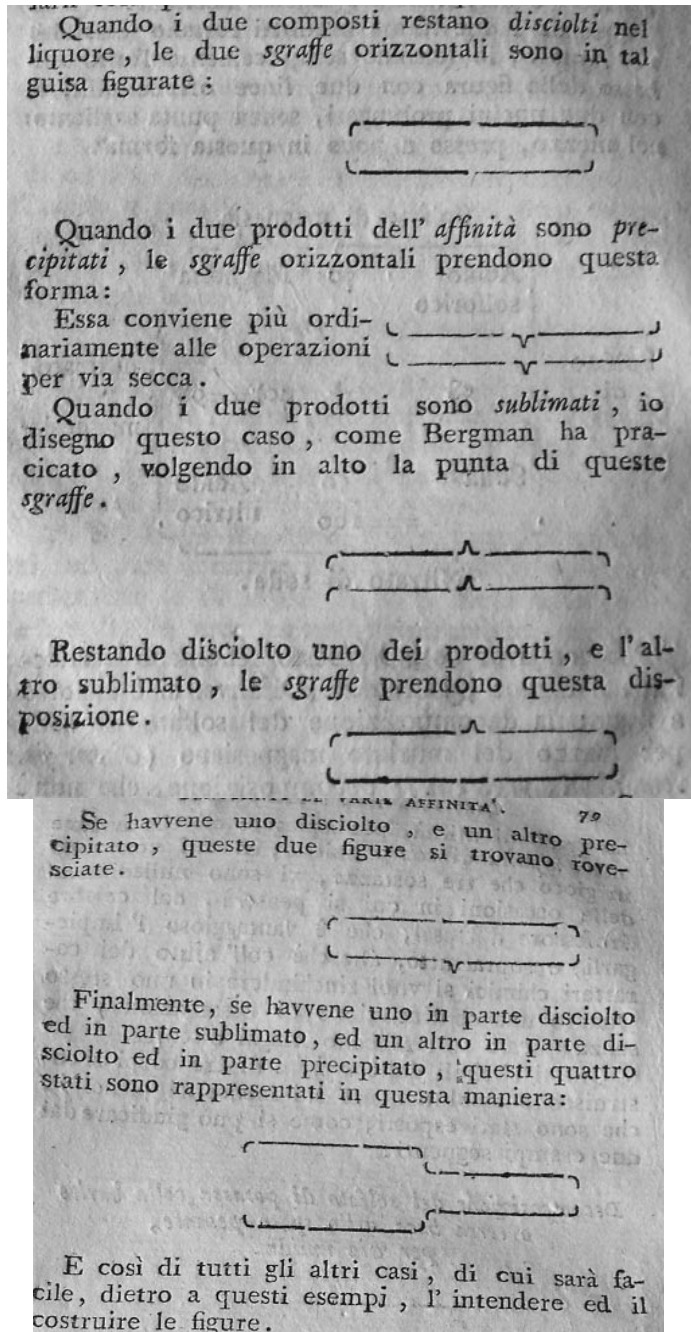 Quando i due composti restano disciolti nel
liquore, le due sgraffe orizzontali sono in tal
guisa figurate:
Quando i due prodotti dell' affinità sono pre-
cipitati, le sgraffe orizzontali prendono questa
forma:
Essa conviene più ordi-
nariamente alle operazioni
per via secca.
Quando i due prodotti sono sublimati, io
disegno questo caso, come Bergman ha pra-
cicato, volgendo in alto la punta di queste
sgraffe.
Restando disciolto uno dei prodotti, e l'al-
tro sublimato, le sgraffe prendono questa dis-
posizione.
VARIE AFFINITA'. 79
Se havvene uno disciolto, e un altro pre-
cipitato, queste due figure si trovano rove-
sciate.
Finalmente, se havvene uno in parte disciolto
ed in parte sublimato, ed un altro in parte di-
sciolto ed in parte precipitato, questi quattro
stati sono rappresentati in questa maniera:
E così di tutti gli altri casi, di cui sarà fa-
cile, dietro a questi esempj, l' intendere ed il
costruire le figure.